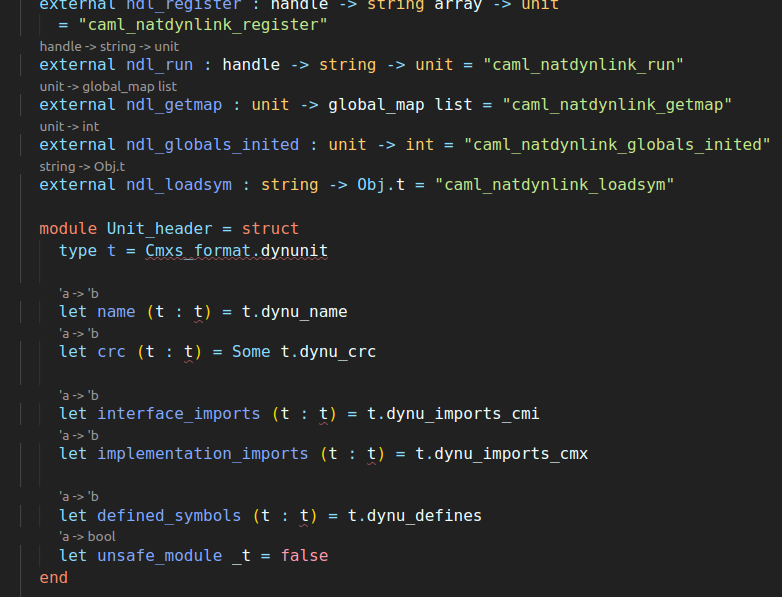 external ndl_register : handle -> string array -> unit
= "caml_natdynlink_register"
handle -> string -> unit
external ndl_run : handle -> string -> unit = "caml_natdynlink_run"
unit -> global_map list
external ndl_getmap : unit -> global_map list = "caml_natdynlink_getmap"
unit -> int
external ndl_globals_inited : unit -> int = "caml_natdynlink_globals_inited"
string -> Obj.t
external ndl_loadsym : string -> Obj.t = "caml_natdynlink_loadsym"
module Unit_header = struct
type t = Cmxs_format.dynunit
'a -> 'b
let name (t : t) = t.dynu_name
'a -> 'b
let crc (t : t) = Some t.dynu_crc
'a -> 'b
let interface_imports (t : t) = t.dynu_imports_cmi
'a -> 'b
let implementation_imports (t : t) = t.dynu_imports_cmx
'a -> 'b
let defined_symbols (t : t) = t.dynu_defines
'a -> bool
let unsafe_module _t = false
end